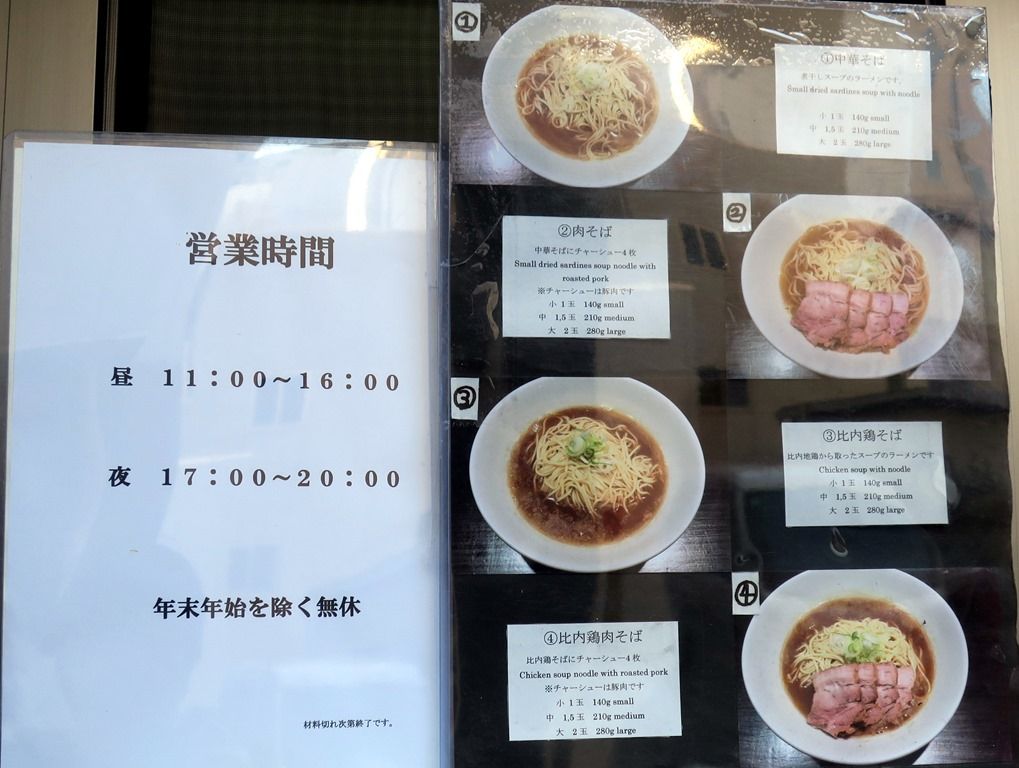 営業時間
昼 11:00～16:00
夜 17:00～20:00
年末年始を除く無休
材料切れ次第終了です。
①
①中華そば
煮干しスープのラーメンです。
Small dried sardines soup with noodle
小 1玉 140g small
中 1,5玉 210g medium
大 2玉 280g large
②
②肉そば
中華そばにチャーシュー4枚
Small dried sardines soup noodle with
roasted pork
※チャーシューは豚肉です
小 1玉 140g small
中 1,5玉 210g medium
大 2玉 280g large
③
③比内鶏そば
比内地鶏から取ったスープのラーメンです
Chicken soup with noodle
小 1玉 140g small
中 1,5玉 210g medium
大 2玉 280g large
④
④比内鶏肉そば
比内鶏そばにチャーシュー4枚
Chicken soup noodle with roasted pork
※チャーシューは豚肉です
小 1玉 140g small
中 1,5玉 210g medium
大 2玉 280g large